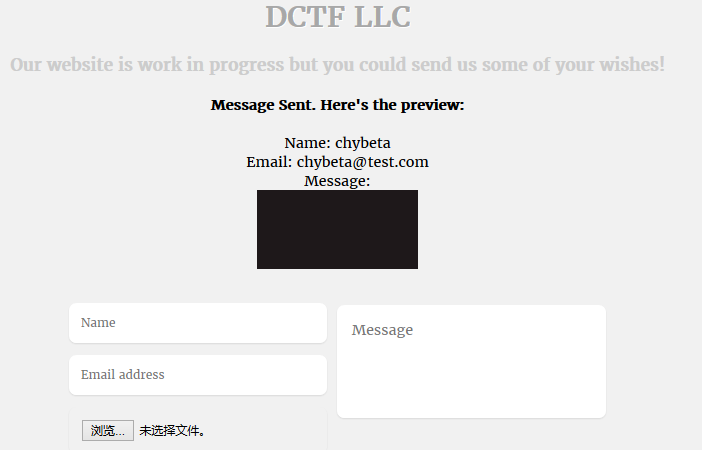 DCTF LLC
Our website is work in progress but you could send us some of your wishes!
Message Sent. Here's the preview:
Name: chybeta
Email: chybeta@test.com
Message:
Name
Message
Email address
浏览... 未选择文件。